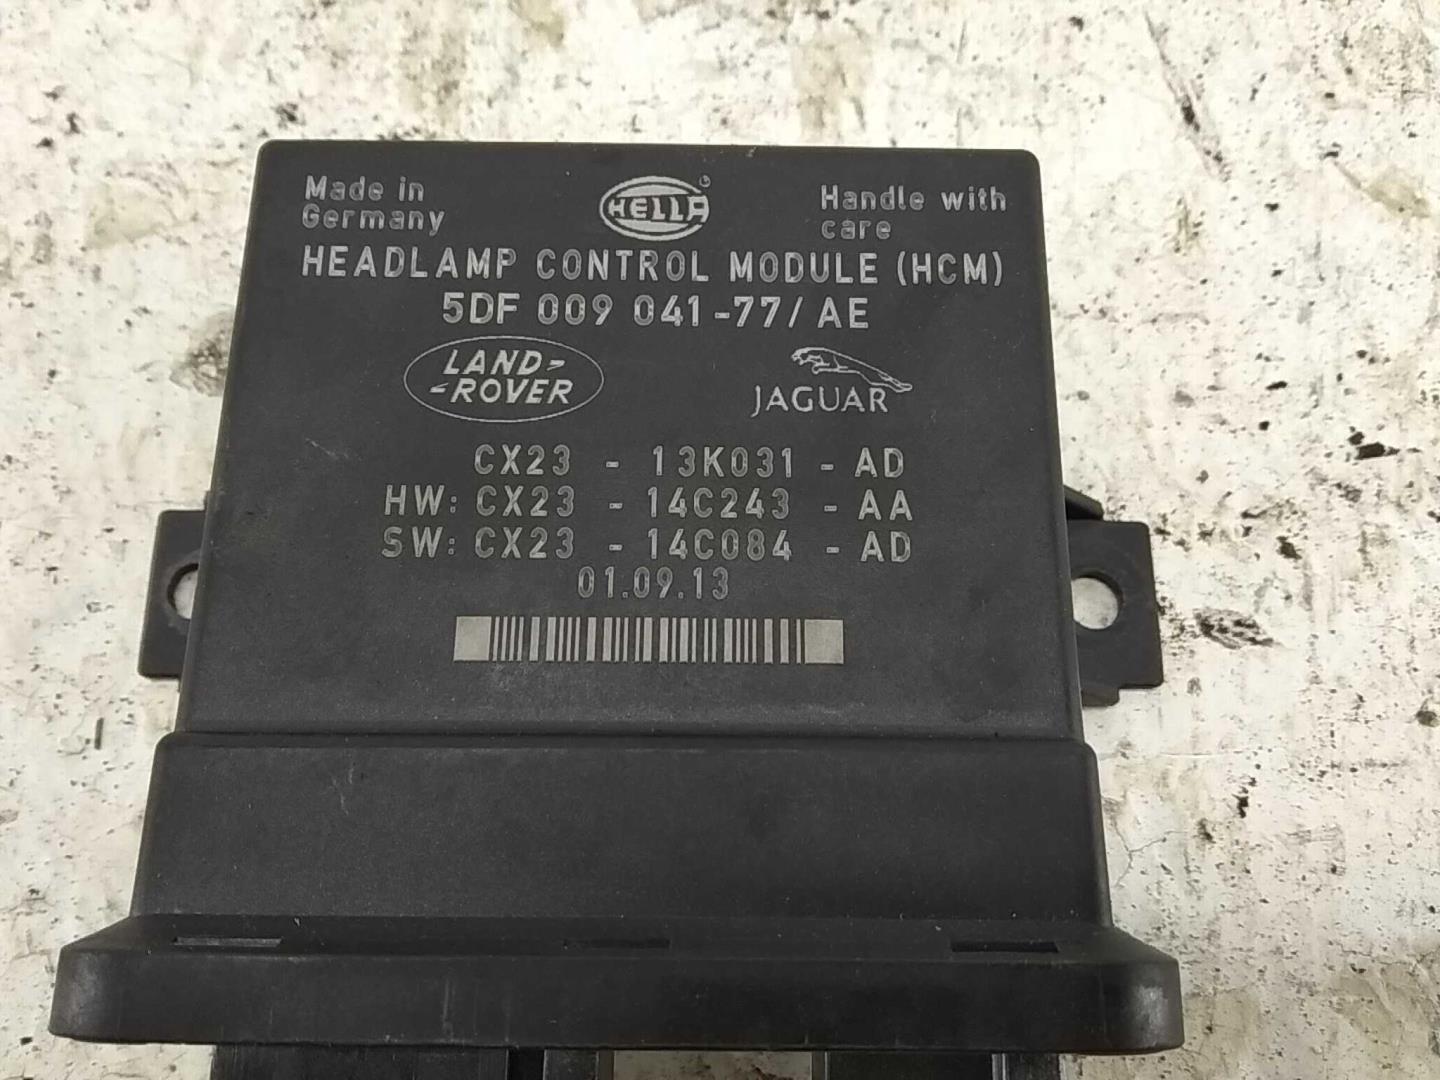 Made in
Germany
HELLA
Handle with
care
HEADLAMP CONTROL MODULE (HCM)
5DF 009 041-77/AE
LAND-
-ROVER
JAGUAR
CX23 - 13K031 - AD
HW: CX23 - 14C243 - AA
SW: CX23 - 14C084 - AD
01.09.13